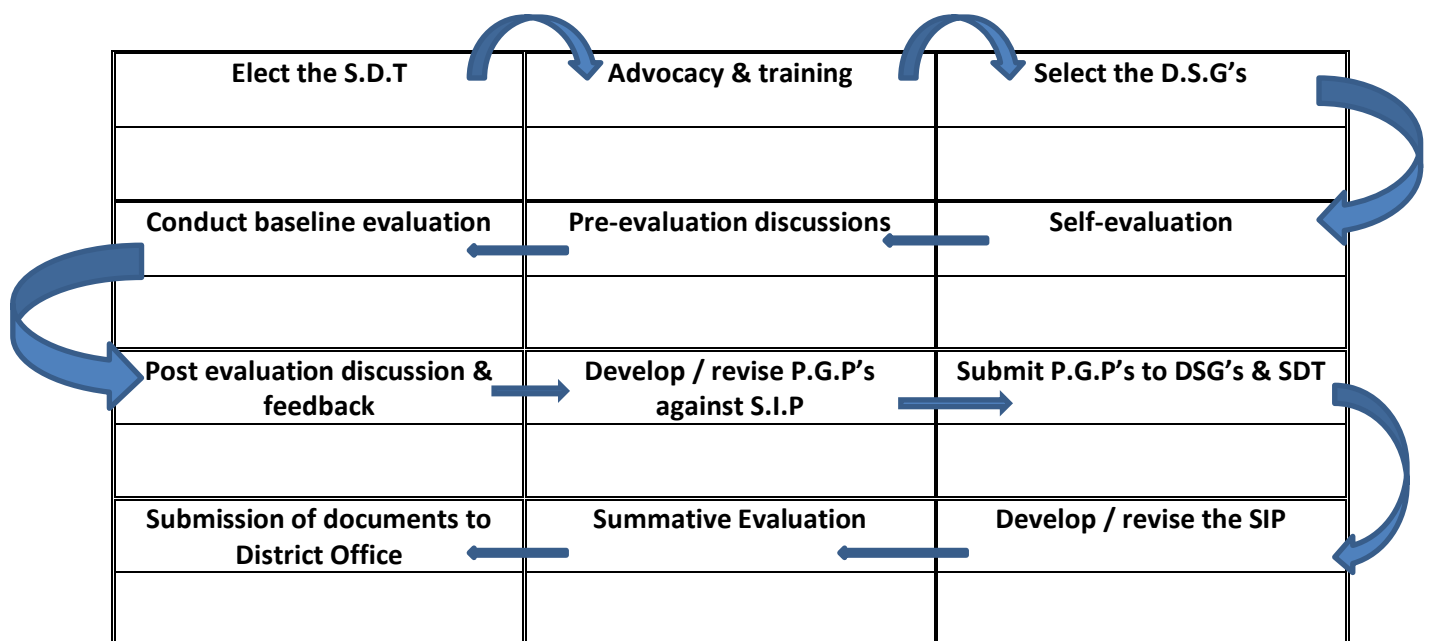 Elect the S.D.T
Advocacy & training
Select the D.S.G’s
Conduct baseline evaluation
Pre-evaluation discussions
Self-evaluation
Post evaluation discussion &
feedback
Develop / revise P.G.P’s
against S.I.P
Submit P.G.P’s to DSG’s & SDT
Submission of documents to
District Office
Summative Evaluation
Develop / revise the SIP